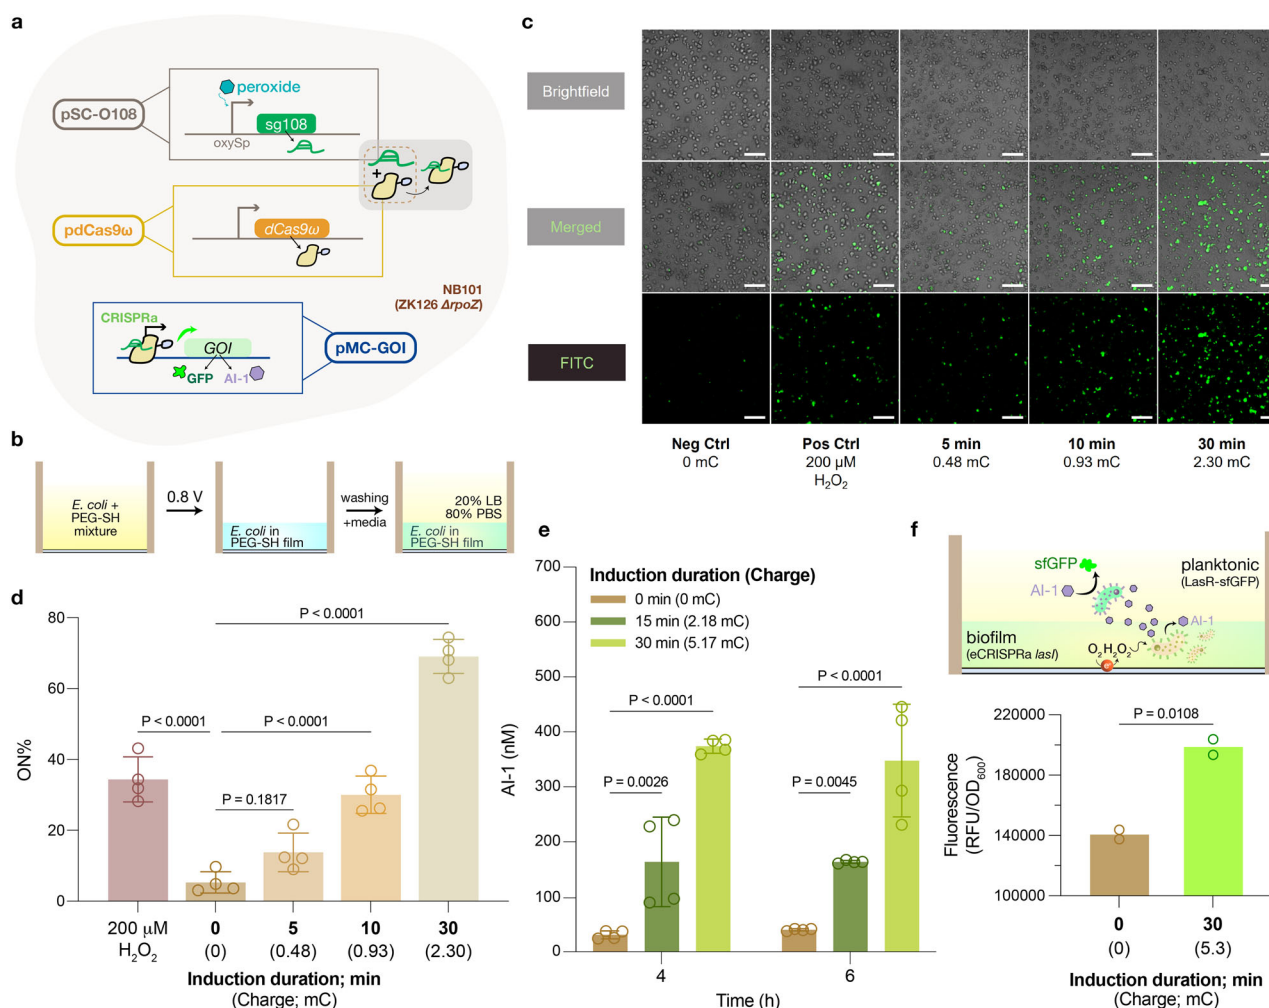 a
peroxide
pSC-O108
sg108
oxySp
+
pdCas9ω
dCas9ω
NB101
(ZK126 ΔrpoZ)
CRISPRa
GOI
pMC-GOI
GFP
AI-1
b
E. coli +
PEG-SH
mixture
0.8 V
E. coli in
PEG-SH film
washing
+media
20% LB
80% PBS
E. coli in
PEG-SH film
c
Brightfield
Merged
FITC
Neg Ctrl
0 mC
Pos Ctrl
200 µM
H2O2
5 min
0.48 mC
10 min
0.93 mC
30 min
2.30 mC
d
80
60
40
20
0
ON%
P < 0.0001
P < 0.0001
P < 0.0001
P = 0.1817
200 µM
H2O2
0
(0)
5
(0.48)
10
(0.93)
30
(2.30)
Induction duration; min
(Charge; mC)
e
700
600
500
400
300
200
100
0
AI-1 (nM)
Induction duration (Charge)
0 min (0 mC)
15 min (2.18 mC)
30 min (5.17 mC)
P < 0.0001
P < 0.0001
P = 0.0026
P = 0.0045
4
6
Time (h)
f
sfGFP
planktonic
(LasR-sfGFP)
AI-1
AI-1
biofilm
(eCRISPRa lasI)
O2 H2O2
e-
220000
180000
140000
100000
Fluorescence
(RFU/OD600)
P = 0.0108
0
(0)
30
(5.3)
Induction duration; min
(Charge; mC)